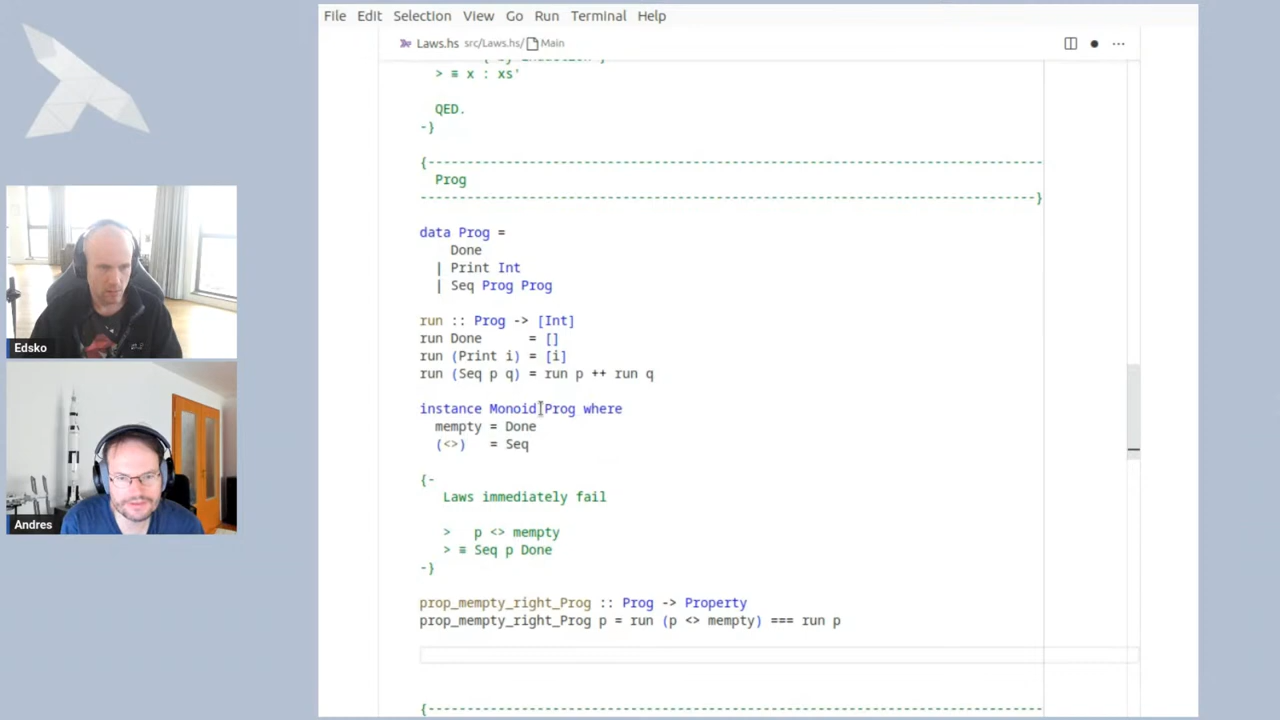 File Edit Selection View Go Run Terminal Help
Laws.hs src/Laws.hs/ Main
> ≡ x : xs'
QED.
-}
{-------------------------------------------------------------------------------
Prog
-------------------------------------------------------------------------------}
data Prog =
Done
| Print Int
| Seq Prog Prog
run :: Prog -> [Int]
run Done = []
run (Print i) = [i]
run (Seq p q) = run p ++ run q
instance Monoid Prog where
mempty = Done
(<>) = Seq
{-
Laws immediately fail
> p <> mempty
> ≡ Seq p Done
-}
prop_mempty_right_Prog :: Prog -> Property
prop_mempty_right_Prog p = run (p <> mempty) === run p
{-------------------------------------------------------------------------------
Edsko
Andres